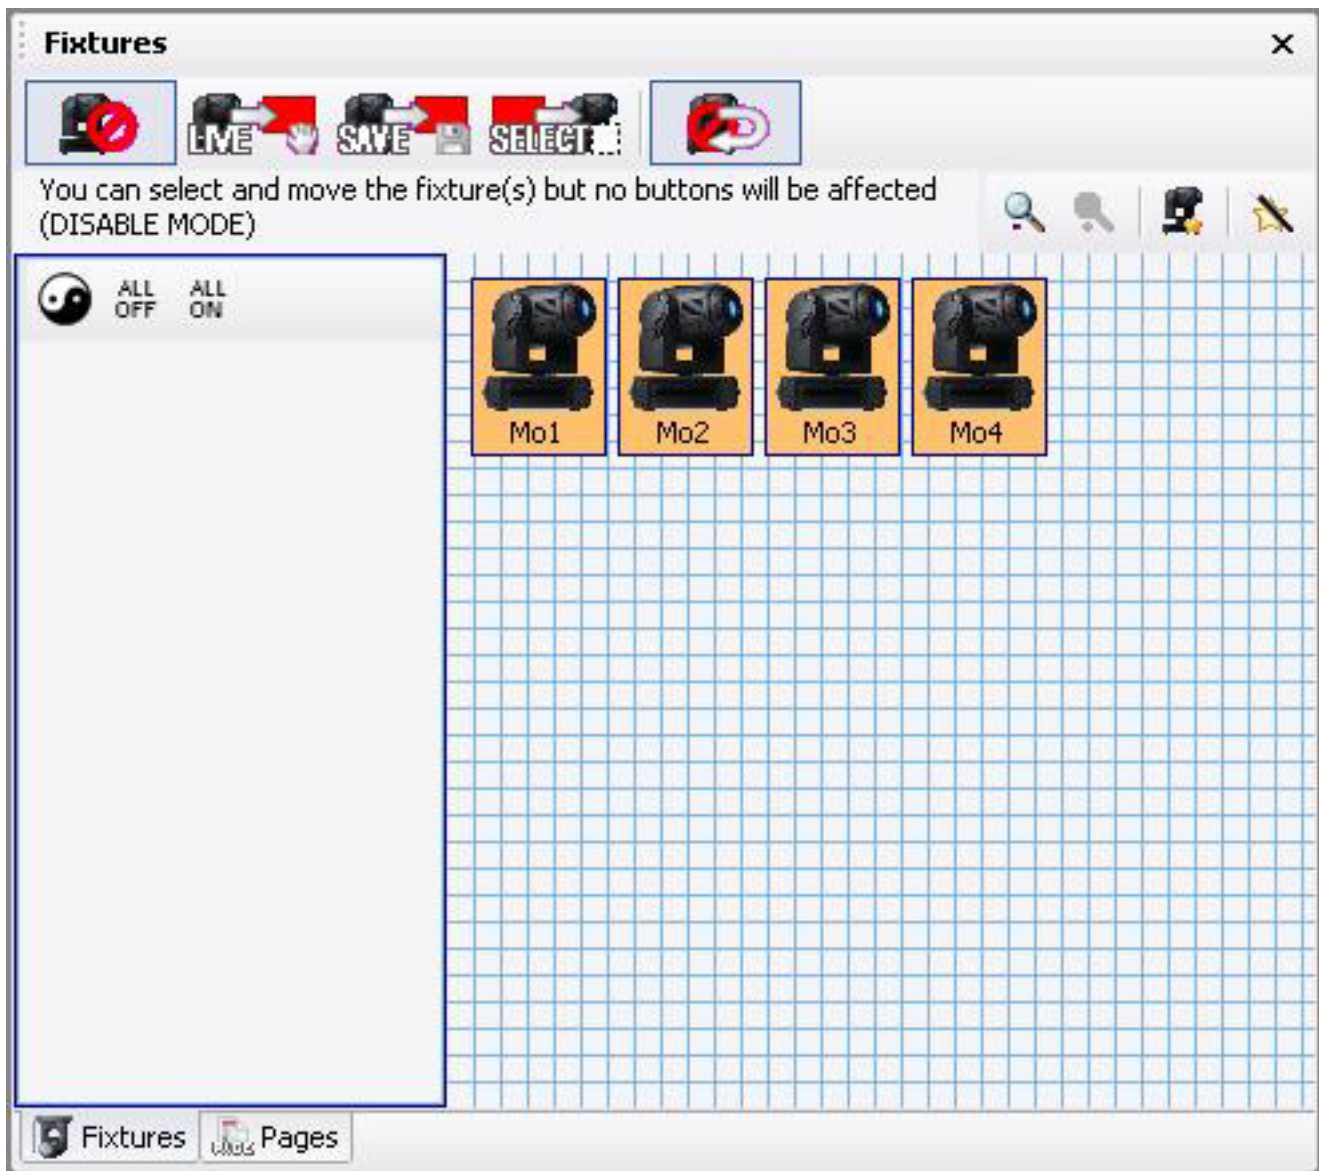 Fixtures
LIVE SAVE SELECT
You can select and move the fixture(s) but no buttons will be affected
(DISABLE MODE)
ALL OFF
ALL ON
Mo1 Mo2 Mo3 Mo4
Fixtures Pages